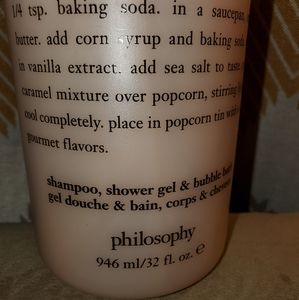 1/4 tsp. baking soda. in a saucepan,
butter. add corn syrup and baking soda
in vanilla extract. add sea salt to taste
caramel mixture over popcorn, stirring
cool completely. place in popcorn tin with
gourmet flavors.
shampoo, shower gel & bubble
gel douche & bain, corps &
philosophy
946 ml/32 fl. oz. e